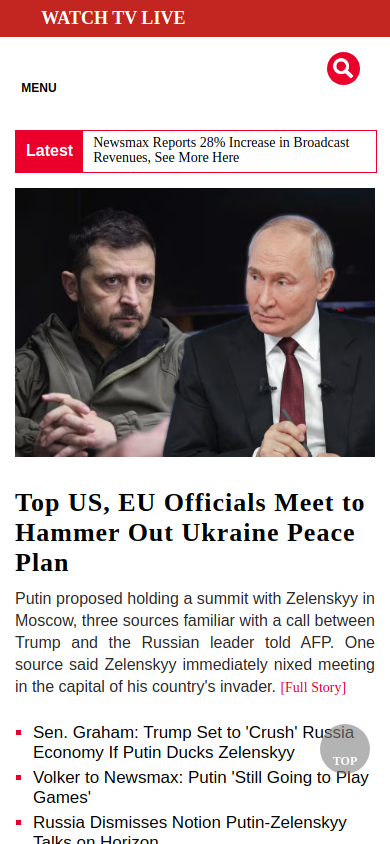 WATCH TV LIVE
MENU
Latest
Newsmax Reports 28% Increase in Broadcast
Revenues, See More Here
Top US, EU Officials Meet to
Hammer Out Ukraine Peace
Plan
Putin proposed holding a summit with Zelenskyy in
Moscow, three sources familiar with a call between
Trump and the Russian leader told AFP. One
source said Zelenskyy immediately nixed meeting
in the capital of his country's invader. [Full Story]
Sen. Graham: Trump Set to 'Crush' Russia
Economy If Putin Ducks Zelenskyy
TOP
Volker to Newsmax: Putin 'Still Going to Play
Games'
Russia Dismisses Notion Putin-Zelenskyy
Talks on Horizon